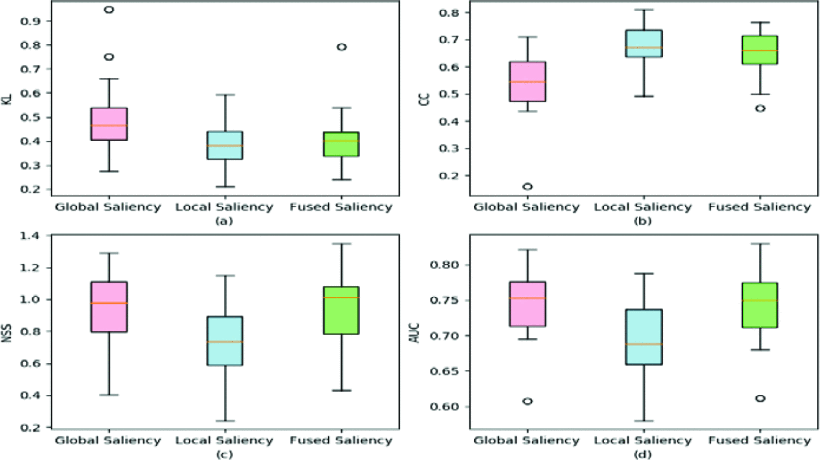 KL
0.9
0.8
0.7
0.6
0.5
0.4
0.3
0.2
Global Saliency Local Saliency Fused Saliency
(a)
CC
0.8
0.7
0.6
0.5
0.4
0.3
0.2
Global Saliency Local Saliency Fused Saliency
(b)
NSS
1.4
1.2
1.0
0.8
0.6
0.4
0.2
Global Saliency Local Saliency Fused Saliency
(c)
AUC
0.80
0.75
0.70
0.65
0.60
Global Saliency Local Saliency Fused Saliency
(d)